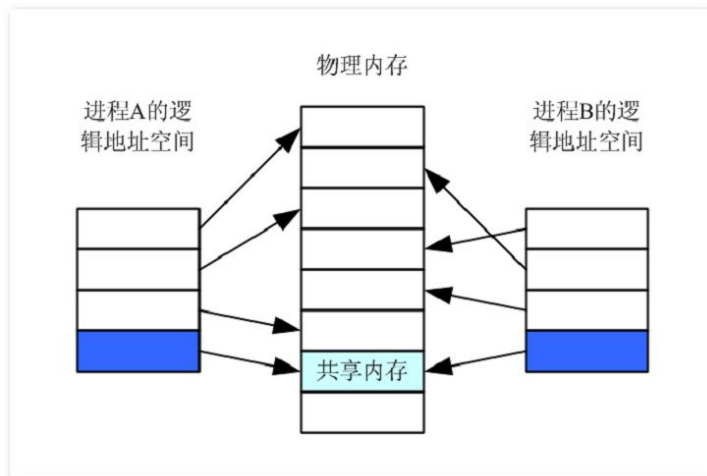 物理内存
进程A的逻
辑地址空间
进程B的逻
辑地址空间
共享内存